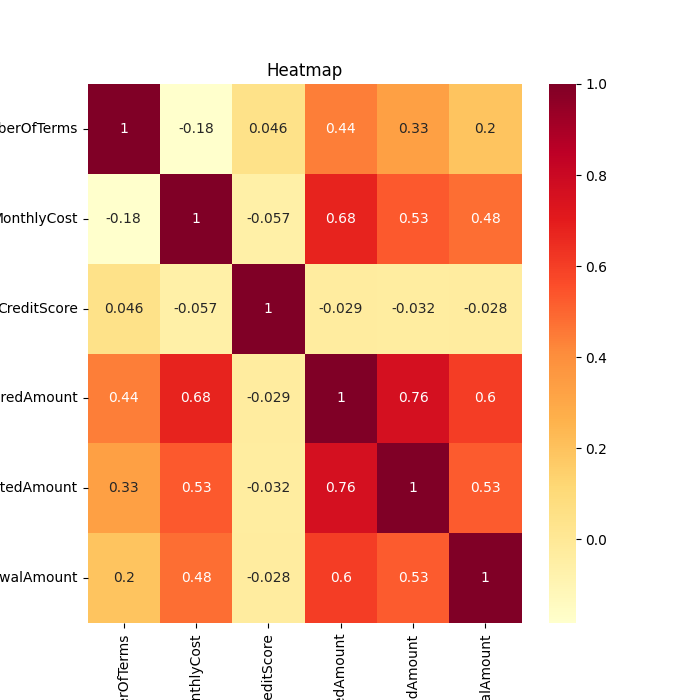 Heatmap
berOfTerms 1 -0.18 0.046 0.44 0.33 0.2
MonthlyCost -0.18 1 -0.057 0.68 0.53 0.48
CreditScore 0.046 -0.057 1 -0.029 -0.032 -0.028
redAmount 0.44 0.68 -0.029 1 0.76 0.6
tedAmount 0.33 0.53 -0.032 0.76 1 0.53
walAmount 0.2 0.48 -0.028 0.6 0.53 1
rOfTerms
nthlyCost
editScore
edAmount
dAmount
alAmount
1.0
0.8
0.6
0.4
0.2
0.0